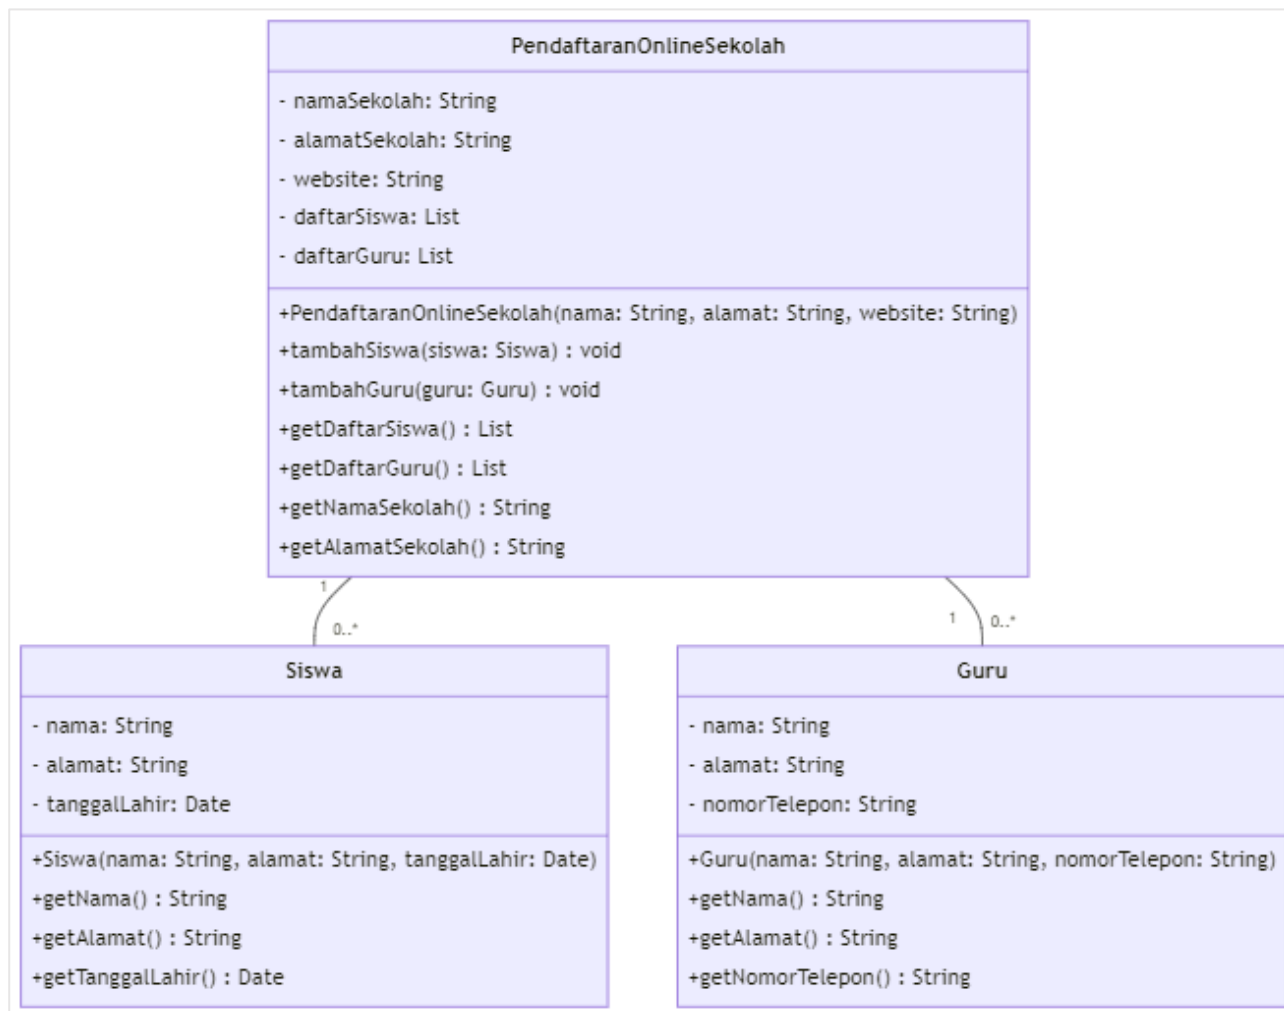 PendaftaranOnlineSekolah
- namaSekolah: String
- alamatSekolah: String
- website: String
- daftarSiswa: List
- daftarGuru: List
+PendaftaranOnlineSekolah(nama: String, alamat: String, website: String)
+tambahSiswa(siswa: Siswa) : void
+tambahGuru(guru: Guru) : void
+getDaftarSiswa() : List
+getDaftarGuru() : List
+getNamaSekolah() : String
+getAlamatSekolah() : String
1
0..*
1
0..*
Siswa
- nama: String
- alamat: String
- tanggalLahir: Date
+Siswa(nama: String, alamat: String, tanggalLahir: Date)
+getNama() : String
+getAlamat() : String
+getTanggalLahir() : Date
Guru
- nama: String
- alamat: String
- nomorTelepon: String
+Guru(nama: String, alamat: String, nomorTelepon: String)
+getNama() : String
+getAlamat() : String
+getNomorTelepon() : String